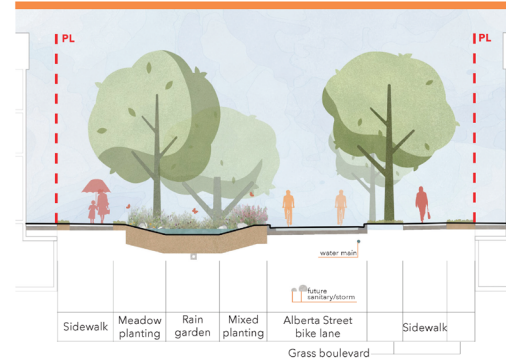 PL
PL
water main
future
sanitary/storm
Sidewalk
Meadow
planting
Rain
garden
Mixed
planting
Alberta Street
bike lane
Sidewalk
Grass boulevard